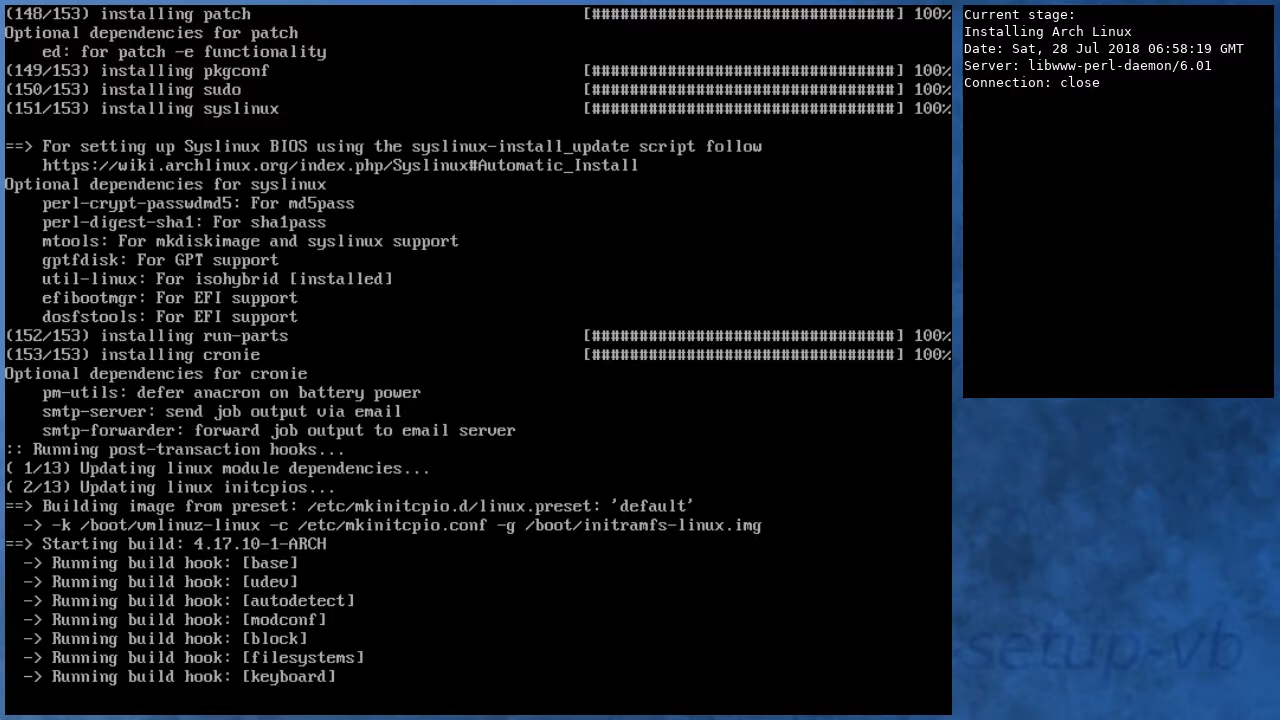 (148/153) installing patch [################################] 100%
Optional dependencies for patch
    ed: for patch -e functionality
(149/153) installing pkgconf [################################] 100%
(150/153) installing sudo [################################] 100%
(151/153) installing syslinux [################################] 100%
==> For setting up Syslinux BIOS using the syslinux-install_update script follow
    https://wiki.archlinux.org/index.php/Syslinux#Automatic_Install
Optional dependencies for syslinux
    perl-crypt-passwdmd5: For md5pass
    perl-digest-sha1: For sha1pass
    mtools: For mkdiskimage and syslinux support
    gptfdisk: For GPT support
    util-linux: For isohybrid [installed]
    efibootmgr: For EFI support
    dosfstools: For EFI support
(152/153) installing run-parts [################################] 100%
(153/153) installing cronie [################################] 100%
Optional dependencies for cronie
    pm-utils: defer anacron on battery power
    smtp-server: send job output via email
    smtp-forwarder: forward job output to email server
:: Running post-transaction hooks...
( 1/13) Updating linux module dependencies...
( 2/13) Updating linux initcpios...
==> Building image from preset: /etc/mkinitcpio.d/linux.preset: 'default'
  -> -k /boot/vmlinuz-linux -c /etc/mkinitcpio.conf -g /boot/initramfs-linux.img
==> Starting build: 4.17.10-1-ARCH
  -> Running build hook: [base]
  -> Running build hook: [udev]
  -> Running build hook: [autodetect]
  -> Running build hook: [modconf]
  -> Running build hook: [block]
  -> Running build hook: [filesystems]
  -> Running build hook: [keyboard]
Current stage:
Installing Arch Linux
Date: Sat, 28 Jul 2018 06:58:19 GMT
Server: libwww-perl-daemon/6.01
Connection: close
setup-vb